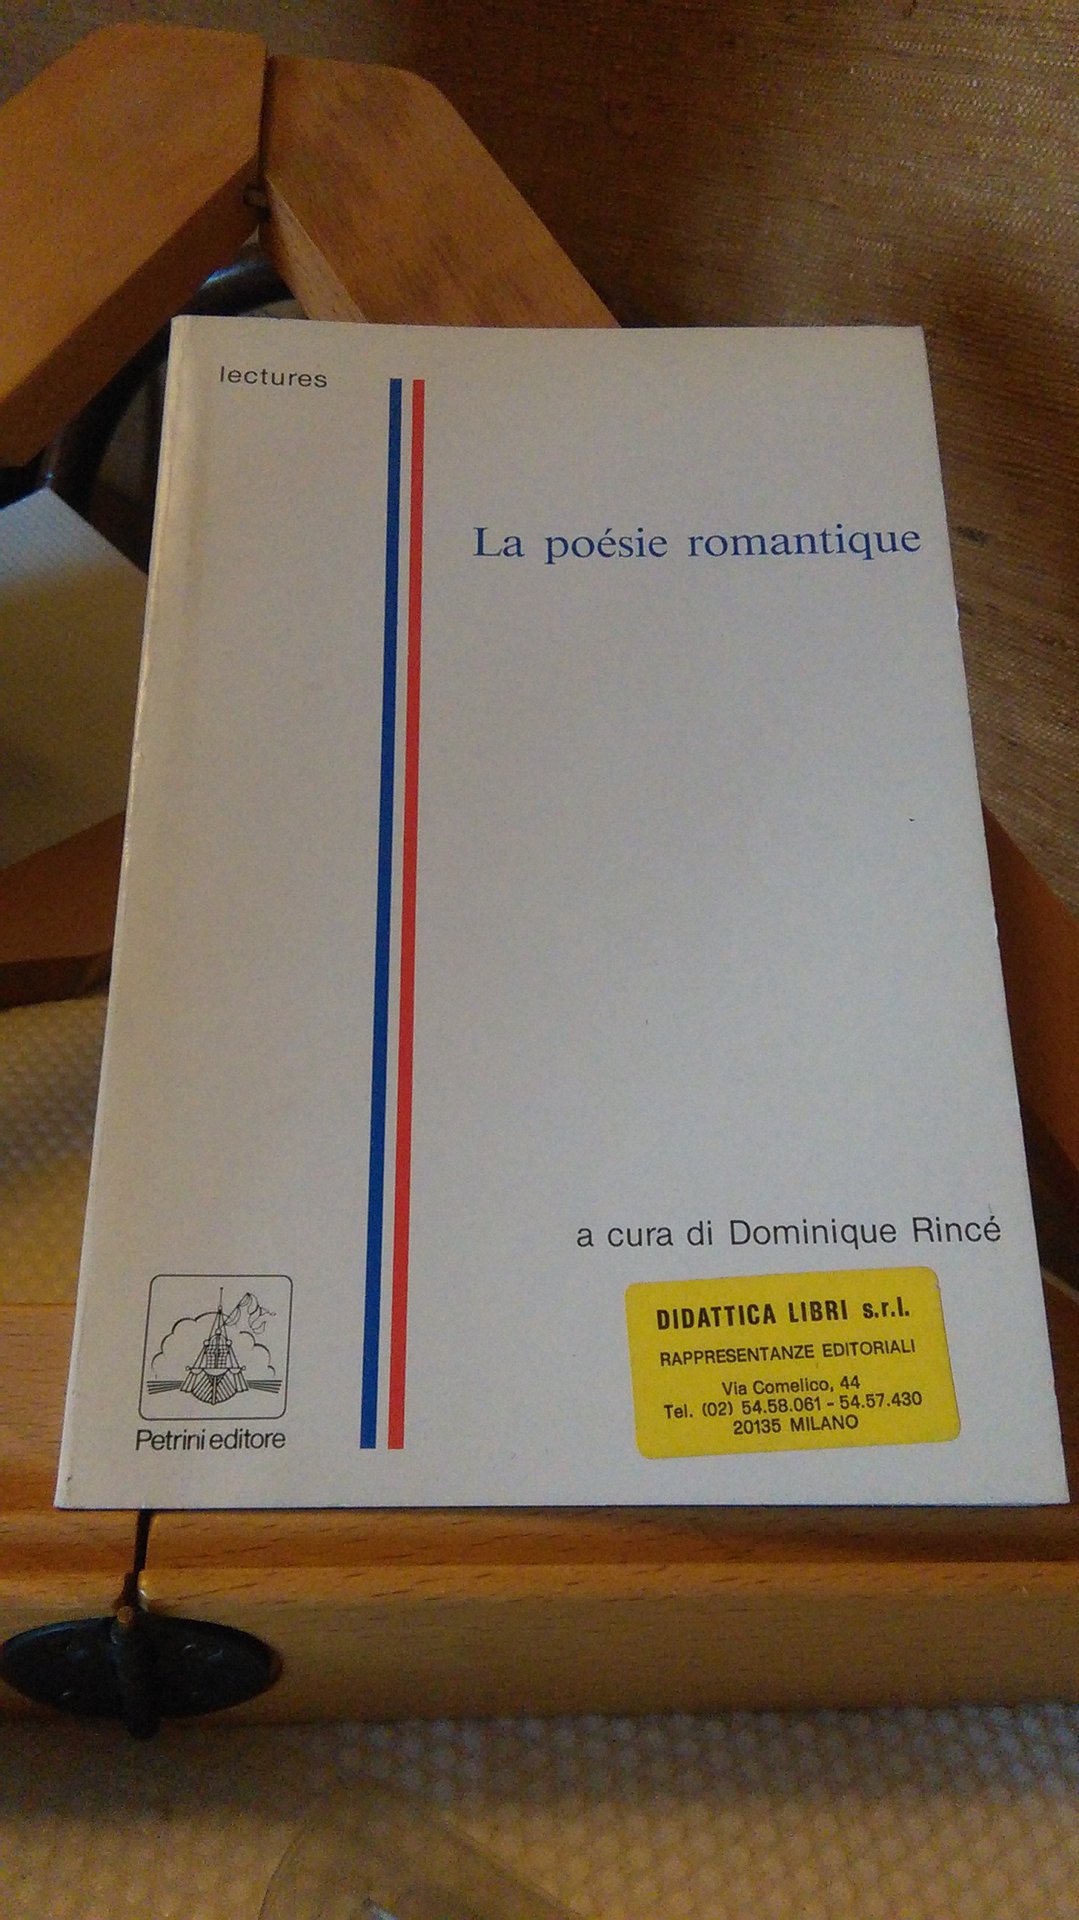 lectures
La poésie romantique
a cura di Dominique Rincé
DIDATTICA LIBRI s.r.l.
RAPPRESENTANZE EDITORIALI
Via Comelico, 44
Tel. (02) 54.58.061 - 54.57.430
20135 MILANO
Petrini editore